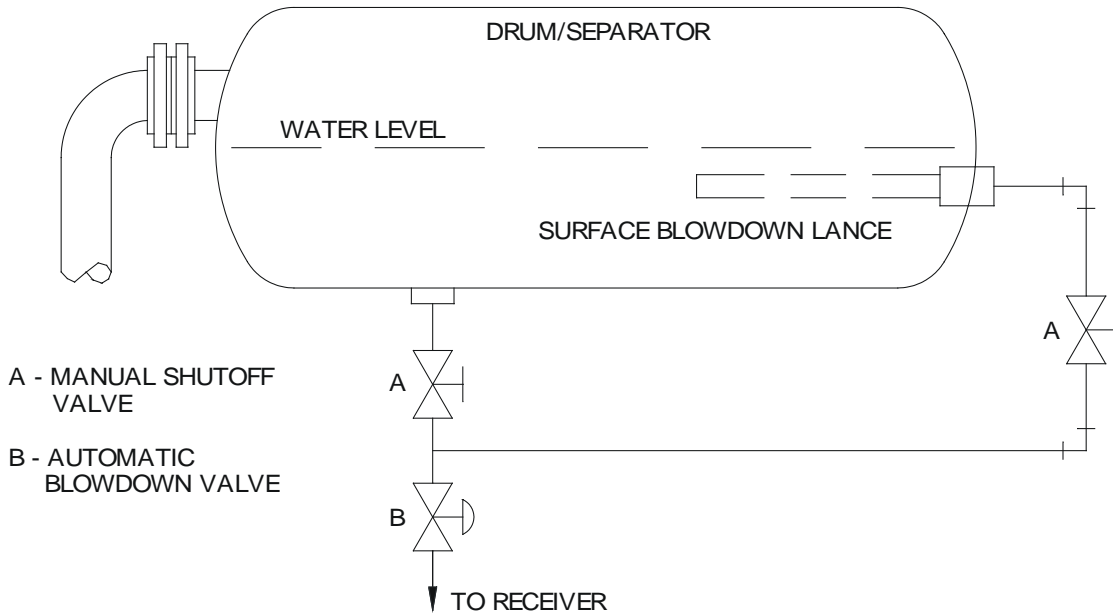 DRUM/SEPARATOR
WATER LEVEL
SURFACE BLOWDOWN LANCE
A
A - MANUAL SHUTOFF
VALVE
A
B - AUTOMATIC
BLOWDOWN VALVE
B
TO RECEIVER